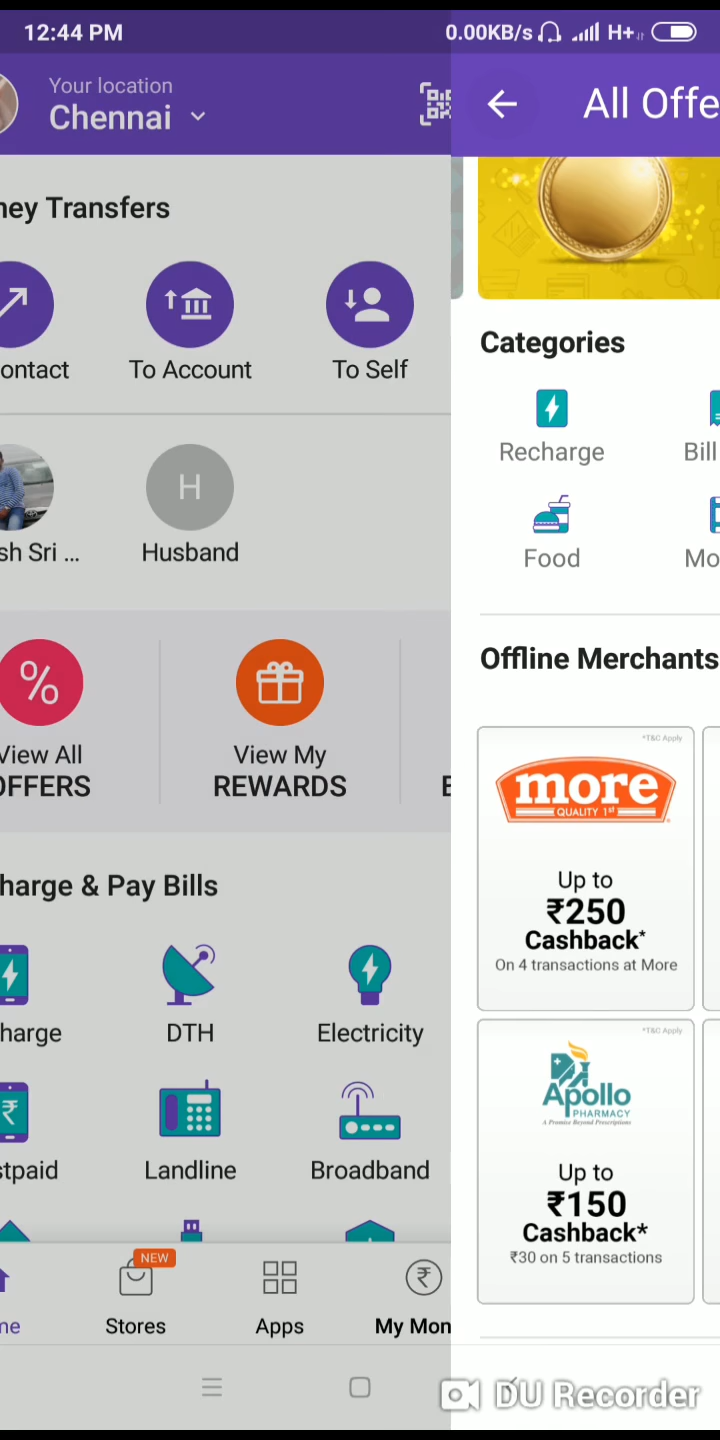 12:44 PM
0.00KB/s
H+
Your location
Chennai
All Offe
ney Transfers
ontact
To Account
To Self
sh Sri ...
H
Husband
%
View All
OFFERS
View My
REWARDS
harge & Pay Bills
harge
DTH
Electricity
₹
stpaid
Landline
Broadband
NEW
₹
me
Stores
Apps
My Mon
Categories
Recharge
Bill
Food
Mo
Offline Merchants
*T&C Apply
more
QUALITY 1st
Up to
₹250
Cashback*
On 4 transactions at More
*T&C Apply
Apollo
PHARMACY
A Promise Beyond Prescriptions
Up to
₹150
Cashback*
₹30 on 5 transactions
DU Recorder